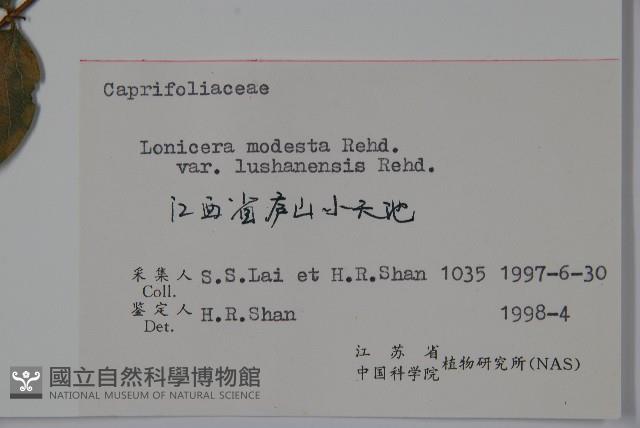 Caprifoliaceae
Lonicera modesta Rehd.
var. lushanensis Rehd.
江西省庐山小天池
采集人 S.S.Lai et H.R.Shan 1035 1997-6-30
Coll.
鉴定人 H.R.Shan 1998-4
Det.
江苏省
中国科学院 植物研究所(NAS)
國立自然科學博物館
NATIONAL MUSEUM OF NATURAL SCIENCE